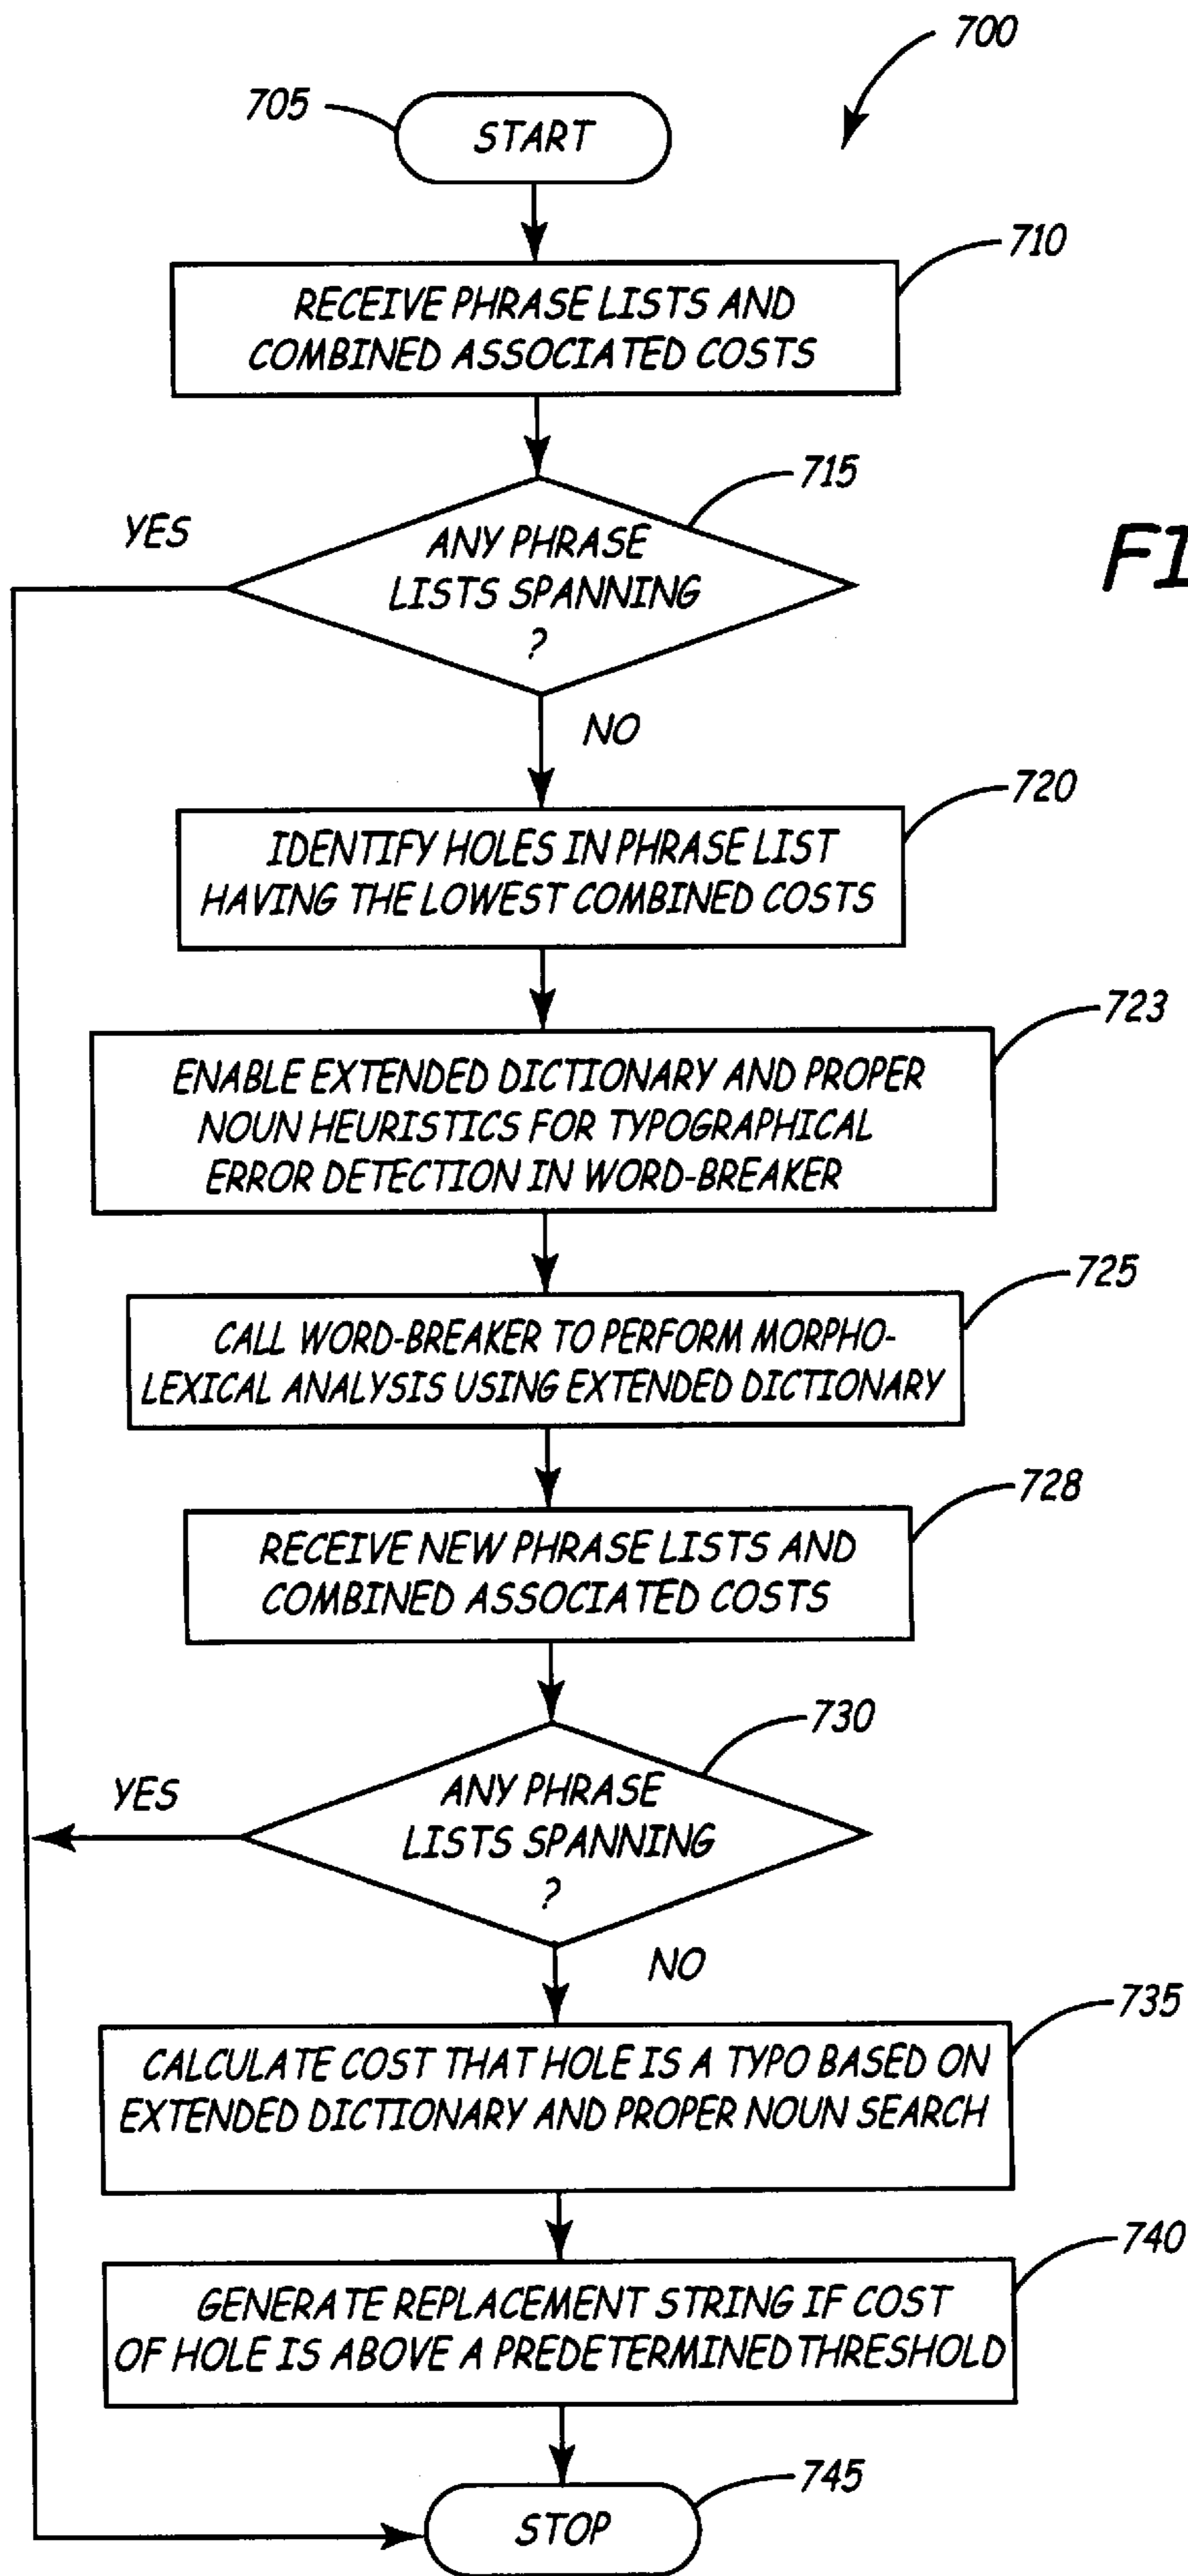 700
705
START
710
RECEIVE PHRASE LISTS AND
COMBINED ASSOCIATED COSTS
715
YES
ANY PHRASE
LISTS SPANNING
?
NO
720
IDENTIFY HOLES IN PHRASE LIST
HAVING THE LOWEST COMBINED COSTS
723
ENABLE EXTENDED DICTIONARY AND PROPER
NOUN HEURISTICS FOR TYPOGRAPHICAL
ERROR DETECTION IN WORD-BREAKER
725
CALL WORD-BREAKER TO PERFORM MORPHO-
LEXICAL ANALYSIS USING EXTENDED DICTIONARY
728
RECEIVE NEW PHRASE LISTS AND
COMBINED ASSOCIATED COSTS
730
YES
ANY PHRASE
LISTS SPANNING
?
NO
735
CALCULATE COST THAT HOLE IS A TYPO BASED ON
EXTENDED DICTIONARY AND PROPER NOUN SEARCH
740
GENERATE REPLACEMENT STRING IF COST
OF HOLE IS ABOVE A PREDETERMINED THRESHOLD
745
STOP